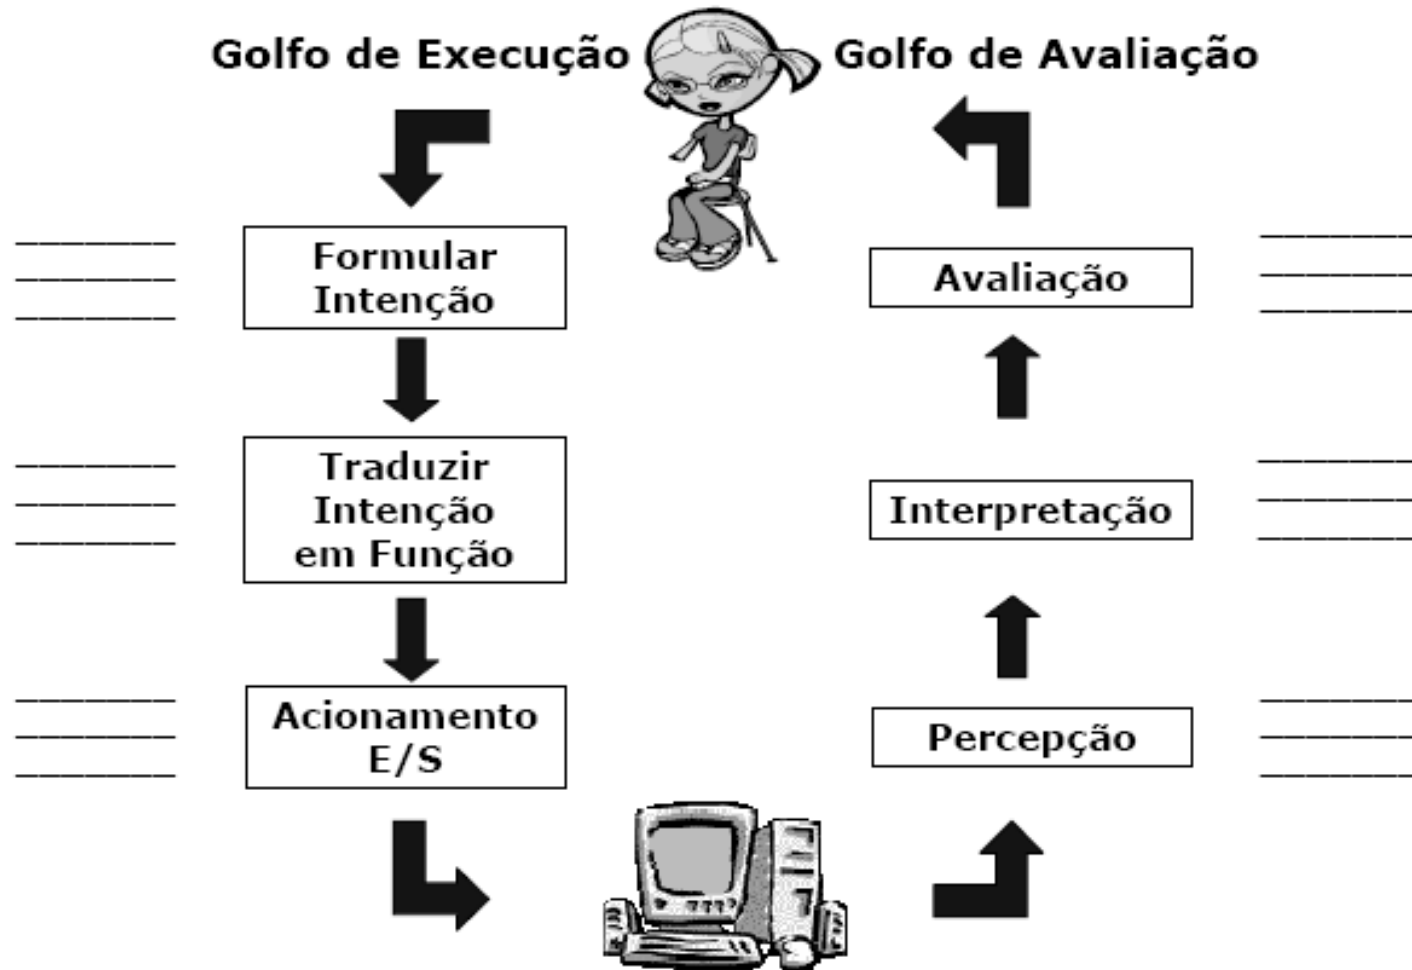 Golfo de Execução
Golfo de Avaliação
Formular
Intenção
Traduzir
Intenção
em Função
Acionamento
E/S
Avaliação
Interpretação
Percepção